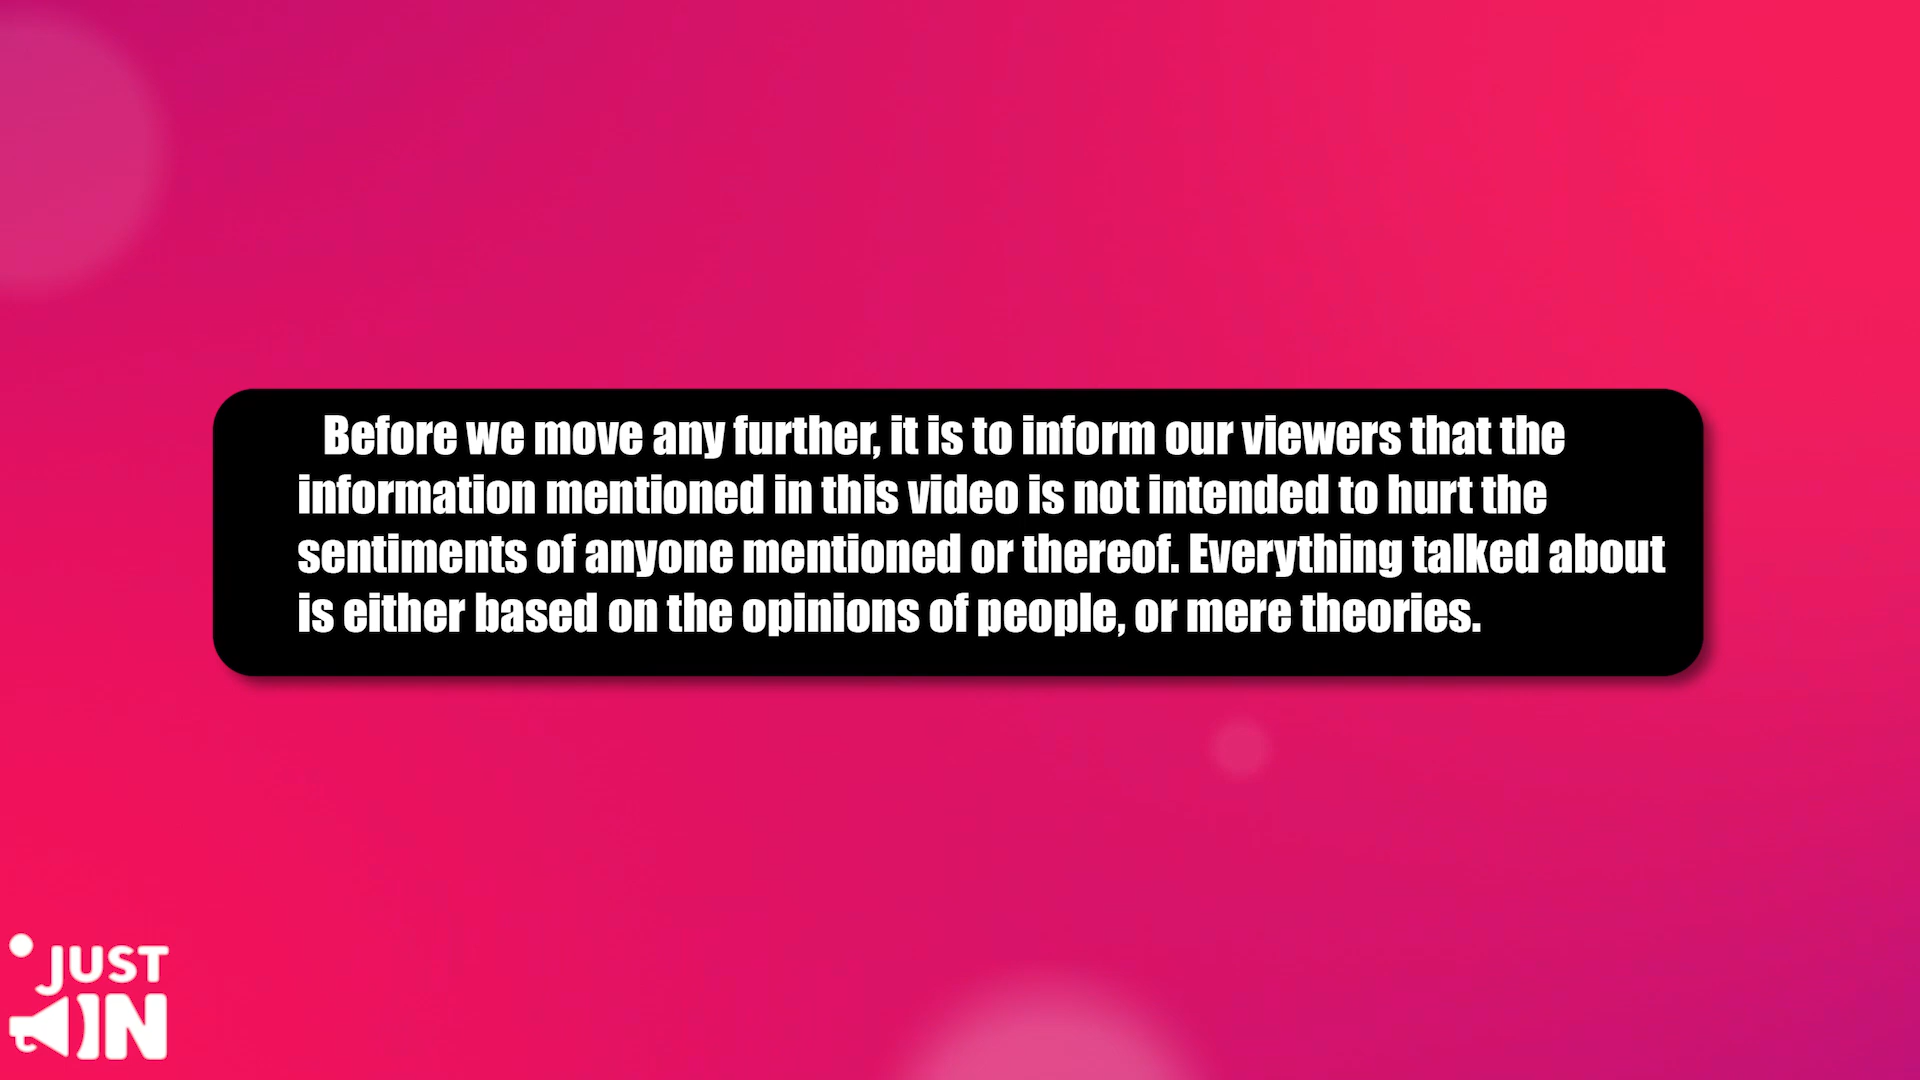 Before we move any further, it is to inform our viewers that the
information mentioned in this video is not intended to hurt the
sentiments of anyone mentioned or thereof. Everything talked about
is either based on the opinions of people, or mere theories.
JUST
IN